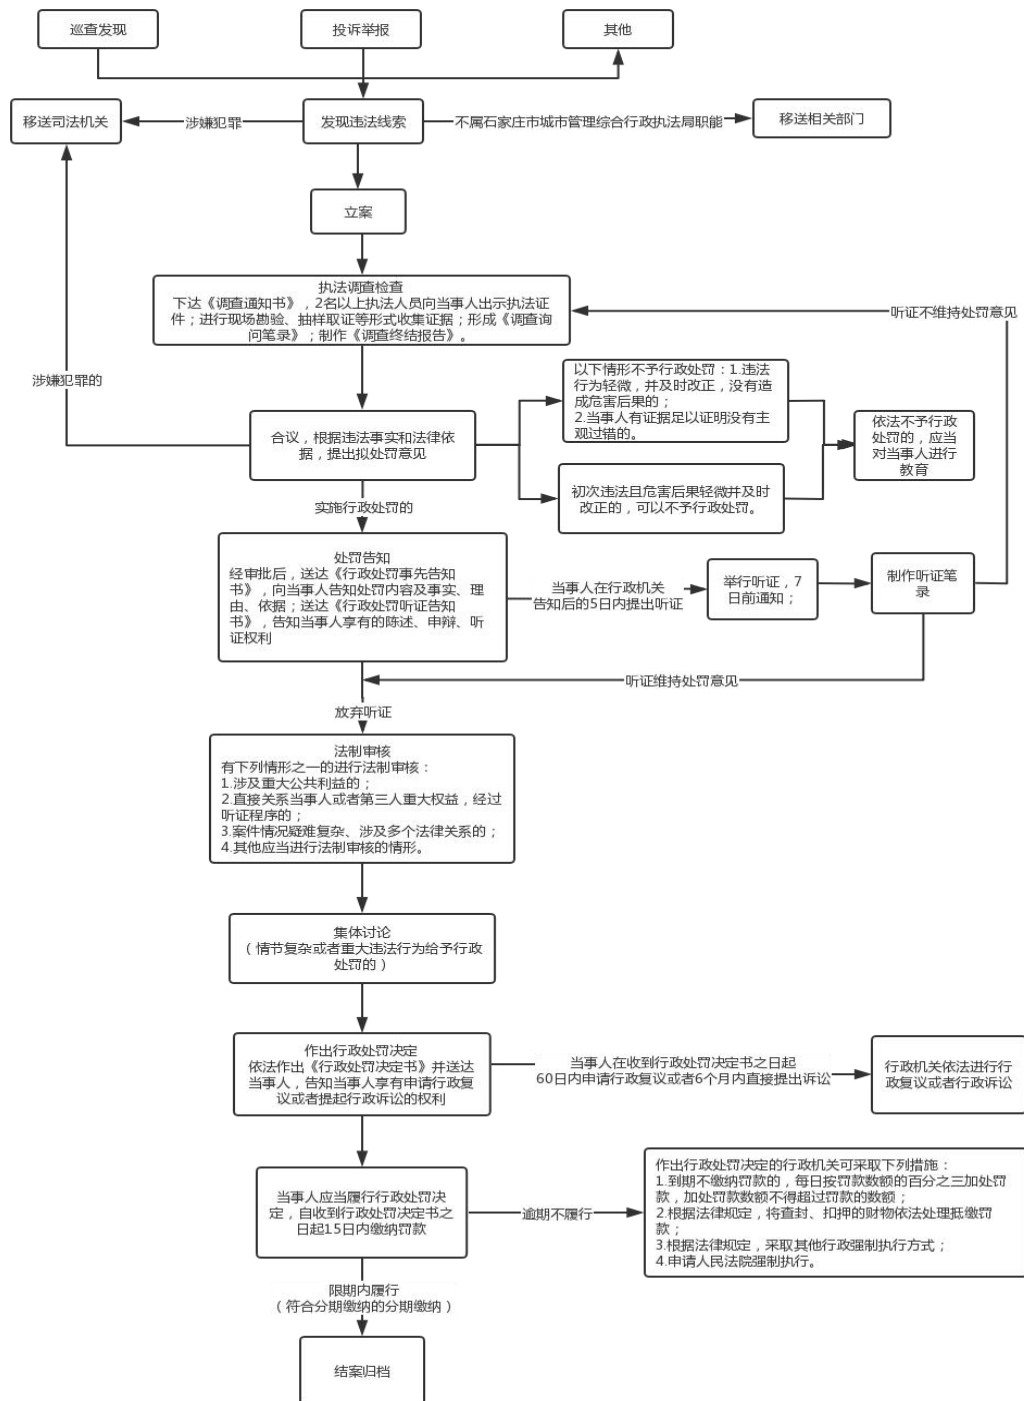 巡查发现
投诉举报
其他
移送司法机关
涉嫌犯罪
发现违法线索
不属石家庄市城市管理综合行政执法局职能
移送相关部门
立案
执法调查检查
下达《调查通知书》，2名以上执法人员向当事人出示执法证
件；进行现场勘验、抽样取证等形式收集证据；形成《调查询
问笔录》；制作《调查终结报告》。
听证不维持处罚意见
涉嫌犯罪的
以下情形不予行政处罚：1.违法
行为轻微，并及时改正，没有造
成危害后果的；
2.当事人有证据足以证明没有主
观过错的。
合议，根据违法事实和法律依
据，提出拟处罚意见
依法不予行政
处罚的，应当
对当事人进行
教育
初次违法且危害后果轻微并及时
改正的，可以不予行政处罚。
实施行政处罚的
处罚告知
经审批后，送达《行政处罚事先告知
书》，向当事人告知处罚内容及事实、理
由、依据；送达《行政处罚听证告知
书》，告知当事人享有的陈述、申辩、听
证权利
当事人在行政机关
告知后的5日内提出听证
举行听证，7
日前通知；
制作听证笔
录
听证维持处罚意见
放弃听证
法制审核
有下列情形之一的进行法制审核：
1.涉及重大公共利益的；
2.直接关系当事人或者第三人重大权益，经过
听证程序的；
3.案件情况疑难复杂、涉及多个法律关系的；
4.其他应当进行法制审核的情形。
集体讨论
（情节复杂或者重大违法行为给予行政
处罚的）
作出行政处罚决定
依法作出《行政处罚决定书》并送达
当事人，告知当事人享有申请行政复
议或者提起行政诉讼的权利
当事人在收到行政处罚决定书之日起
60日内申请行政复议或者6个月内直接提出诉讼
行政机关依法进行行
政复议或者行政诉讼
当事人应当履行行政处罚决
定，自收到行政处罚决定书之
日起15日内缴纳罚款
逾期不履行
作出行政处罚决定的行政机关可采取下列措施：
1.到期不缴纳罚款的，每日按罚款数额的百分之三加处罚
款，加处罚款数额不得超过罚款的数额；
2.根据法律规定，将查封、扣押的财物依法处理抵缴罚
款；
3.根据法律规定，采取其他行政强制执行方式；
4.申请人民法院强制执行。
限期内履行
（符合分期缴纳的分期缴纳）
结案归档